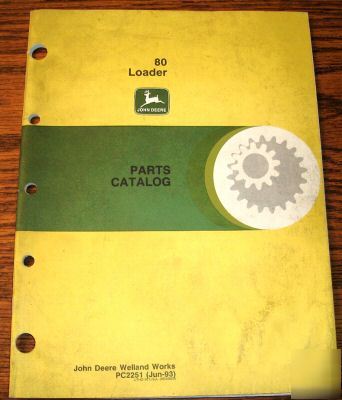 80
Loader
JOHN DEERE
PARTS
CATALOG
John Deere Welland Works
PC2251 (Jun-93)